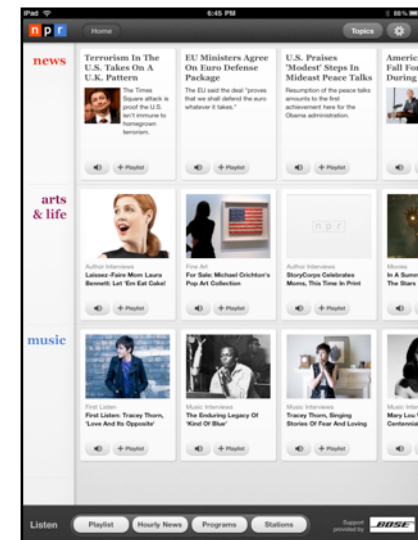 iPad
6:45 PM
88%
npr
Home
Topics
news
Terrorism In The
U.S. Takes On A
U.K. Pattern
The Times
Square attack is
proof the U.S.
isn't immune to
homegrown
terrorism.
+ Playlist
EU Ministers Agree
On Euro Defense
Package
The EU said the deal "proves
that we shall defend the euro
whatever it takes."
+ Playlist
U.S. Praises
'Modest' Steps In
Mideast Peace Talks
Resumption of the peace talks
amounts to the first
achievement here for the
Obama administration.
+ Playlist
Americ
Fall For
During
arts
& life
Author Interviews
Laissez-Faire Mom Laura
Bennett: Let 'Em Eat Cake!
+ Playlist
Fine Art
For Sale: Michael Crichton's
Pop Art Collection
+ Playlist
npr
Author Interviews
StoryCorps Celebrates
Moms, This Time In Print
+ Playlist
Movies
In A Summ
The Stars
music
First Listen
First Listen: Tracey Thorn,
'Love And Its Opposite'
+ Playlist
Music Interviews
The Enduring Legacy Of
'Kind Of Blue'
+ Playlist
Music Interviews
Tracey Thorn, Singing
Stories Of Fear And Loving
+ Playlist
Music Inter
Mary Lou W
Centennial
Listen
Playlist
Hourly News
Programs
Stations
Support
provided by
BOSE